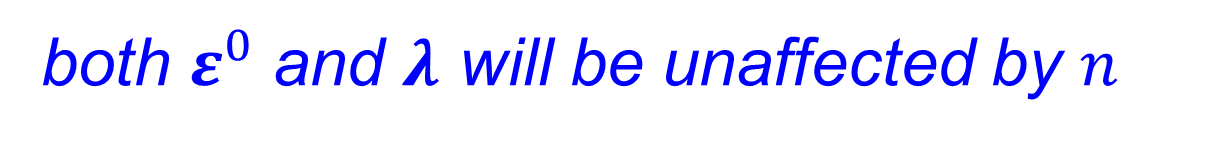 both 𝜺⁰ and 𝝀 will be unaffected by 𝑛